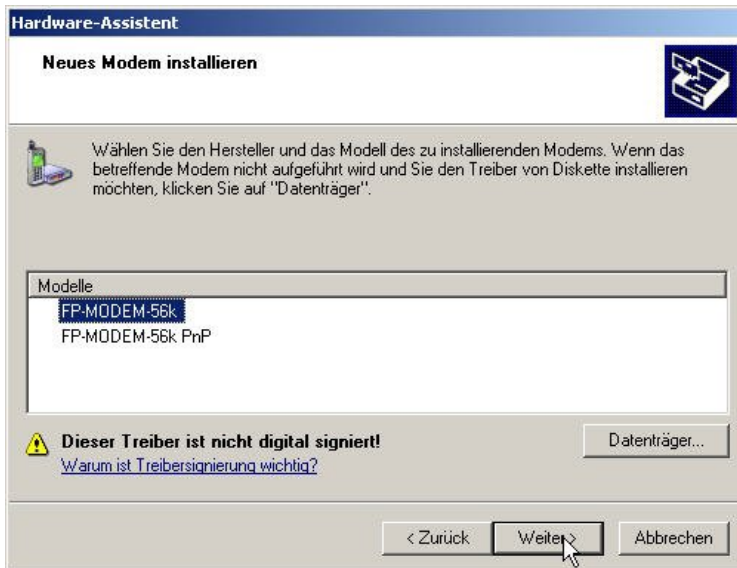 Hardware-Assistent
Neues Modem installieren
Wählen Sie den Hersteller und das Modell des zu installierenden Modems. Wenn das
betreffende Modem nicht aufgeführt wird und Sie den Treiber von Diskette installieren
möchten, klicken Sie auf "Datenträger".
Modelle
FP-MODEM-56k
FP-MODEM-56k PnP
Dieser Treiber ist nicht digital signiert!
Warum ist Treibersignierung wichtig?
Datenträger...
< Zurück
Weiter >
Abbrechen